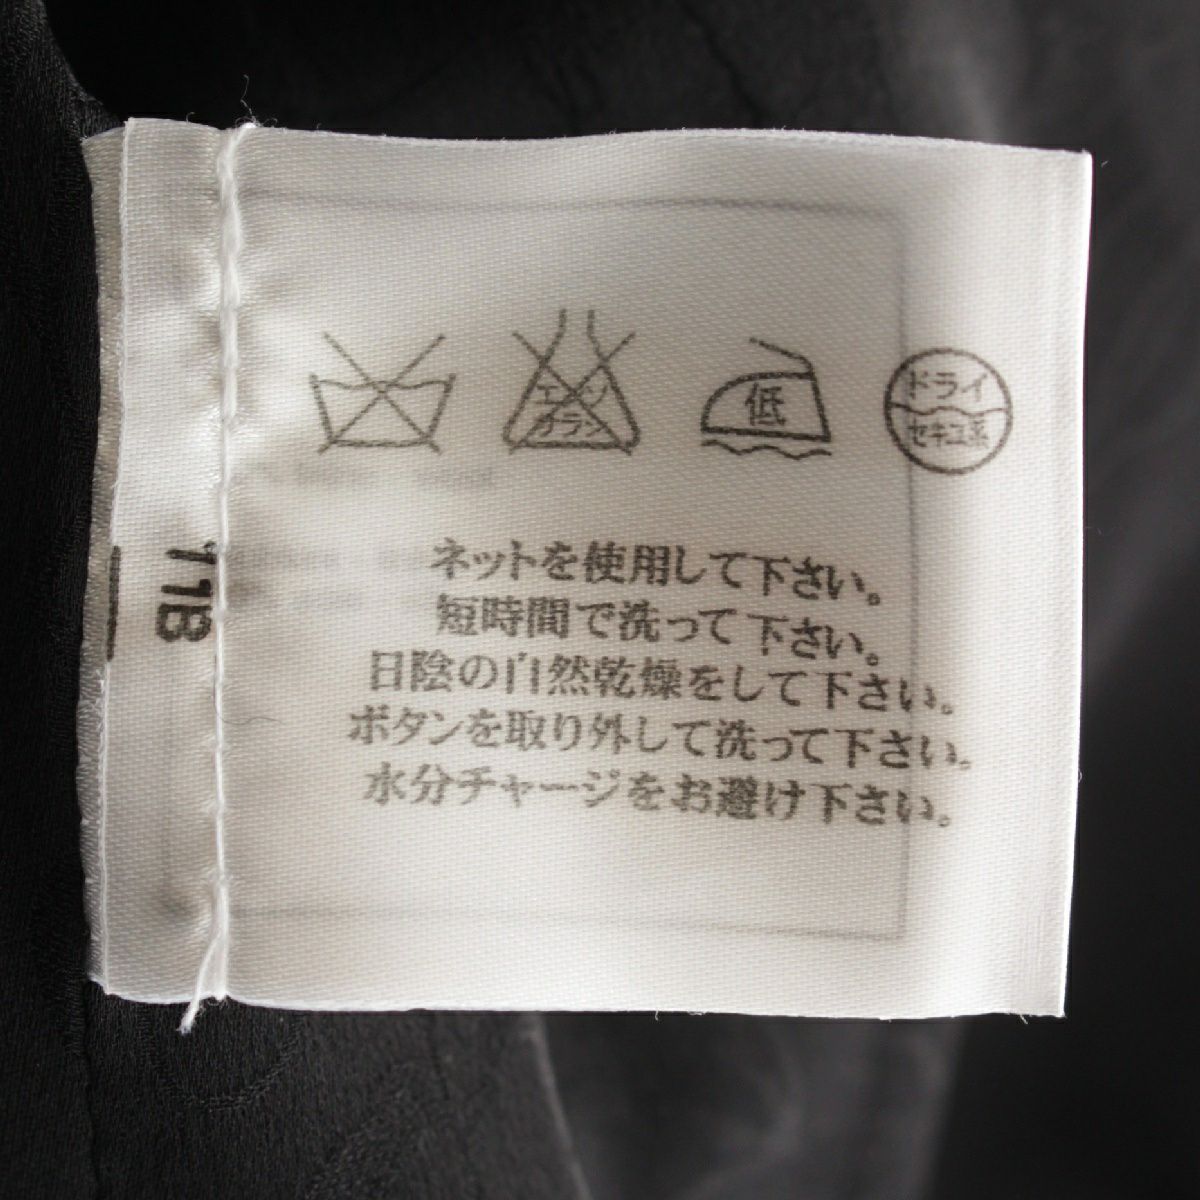 エンソ
カラン
低
ドライ
セキユ系
ネットを使用して下さい。
短時間で洗って下さい。
日陰の自然乾燥をして下さい。
ボタンを取り外して洗って下さい。
水分チャージをお避け下さい。
11B